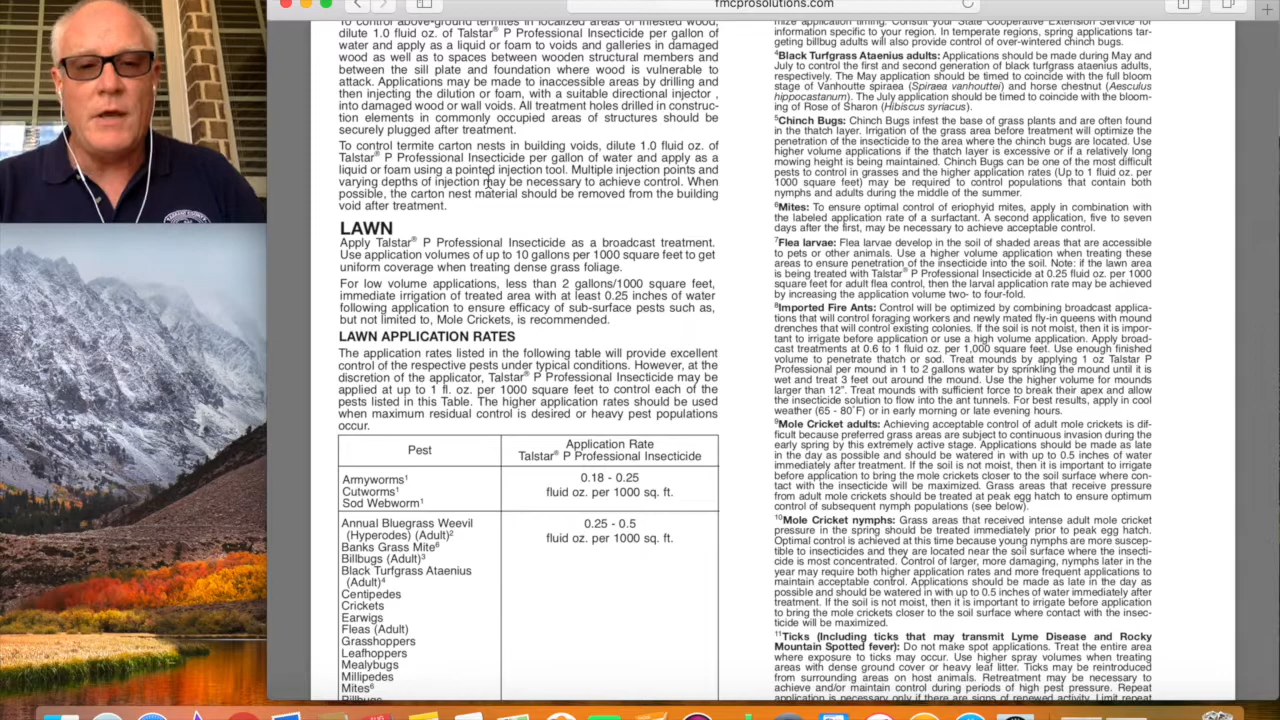 fmcprosolutions.com
To control above-ground termites in localized areas of infested wood,
dilute 1.0 fluid oz. of Talstar® P Professional Insecticide per gallon of
water and apply as a liquid or foam to voids and galleries in damaged
wood as well as to spaces between wooden structural members and
between the sill plate and foundation where wood is vulnerable to
attack. Applications may be made to inaccessible areas by drilling and
then injecting the dilution or foam, with a suitable directional injector ,
into damaged wood or wall voids. All treatment holes drilled in construc-
tion elements in commonly occupied areas of structures should be
securely plugged after treatment.
To control termite carton nests in building voids, dilute 1.0 fluid oz. of
Talstar® P Professional Insecticide per gallon of water and apply as a
liquid or foam using a pointed injection tool. Multiple injection points and
varying depths of injection may be necessary to achieve control. When
possible, the carton nest material should be removed from the building
void after treatment.
LAWN
Apply Talstar® P Professional Insecticide as a broadcast treatment.
Use application volumes of up to 10 gallons per 1000 square feet to get
uniform coverage when treating dense grass foliage.
For low volume applications, less than 2 gallons/1000 square feet,
immediate irrigation of treated area with at least 0.25 inches of water
following application to ensure efficacy of sub-surface pests such as,
but not limited to, Mole Crickets, is recommended.
LAWN APPLICATION RATES
The application rates listed in the following table will provide excellent
control of the respective pests under typical conditions. However, at the
discretion of the applicator, Talstar® P Professional Insecticide may be
applied at up to 1 fl. oz. per 1000 square feet to control each of the
pests listed in this Table. The higher application rates should be used
when maximum residual control is desired or heavy pest populations
occur.
Pest
Application Rate
Talstar® P Professional Insecticide
Armyworms¹
Cutworms¹
Sod Webworm¹
0.18 - 0.25
fluid oz. per 1000 sq. ft.
Annual Bluegrass Weevil
(Hyperodes) (Adult)²
Banks Grass Mite⁶
Billbugs (Adult)³
Black Turfgrass Ataenius
(Adult)⁴
Centipedes
Crickets
Earwigs
Fleas (Adult)
Grasshoppers
Leafhoppers
Mealybugs
Millipedes
Mites⁶
0.25 - 0.5
fluid oz. per 1000 sq. ft.
mize application timing. Consult your State Cooperative Extension Service for
information specific to your region. In temperate regions, spring applications tar-
geting billbug adults will also provide control of over-wintered chinch bugs.
⁴Black Turfgrass Ataenius adults: Applications should be made during May and
July to control the first and second generation of black turfgrass ataenius adults,
respectively. The May application should be timed to coincide with the full bloom
stage of Vanhoutte spiraea (Spiraea vanhouttei) and horse chestnut (Aesculus
hippocastanum). The July application should be timed to coincide with the bloom-
ing of Rose of Sharon (Hibiscus syriacus).
⁵Chinch Bugs: Chinch Bugs infest the base of grass plants and are often found
in the thatch layer. Irrigation of the grass area before treatment will optimize the
penetration of the insecticide to the area where the chinch bugs are located. Use
higher volume applications if the thatch layer is excessive or if a relatively long
mowing height is being maintained. Chinch Bugs can be one of the most difficult
pests to control in grasses and the higher application rates (Up to 1 fluid oz. per
1000 square feet) may be required to control populations that contain both
nymphs and adults during the middle of the summer.
⁶Mites: To ensure optimal control of eriophyid mites, apply in combination with
the labeled application rate of a surfactant. A second application, five to seven
days after the first, may be necessary to achieve acceptable control.
⁷Flea larvae: Flea larvae develop in the soil of shaded areas that are accessible
to pets or other animals. Use a higher volume application when treating these
areas to ensure penetration of the insecticide into the soil. Note: if the lawn area
is being treated with Talstar® P Professional Insecticide at 0.25 fluid oz. per 1000
square feet for adult flea control, then the larval application rate may be achieved
by increasing the application volume two- to four-fold.
⁸Imported Fire Ants: Control will be optimized by combining broadcast applica-
tions that will control foraging workers and newly mated fly-in queens with mound
drenches that will control existing colonies. If the soil is not moist, then it is impor-
tant to irrigate before application or use a high volume application. Apply broad-
cast treatments at 0.6 to 1 fluid oz. per 1,000 square feet. Use enough finished
volume to penetrate thatch or sod. Treat mounds by applying 1 oz Talstar P
Professional per mound in 1 to 2 gallons water by sprinkling the mound until it is
wet and treat 3 feet out around the mound. Use the higher volume for mounds
larger than 12". Treat mounds with sufficient force to break their apex and allow
the insecticide solution to flow into the ant tunnels. For best results, apply in cool
weather (65 - 80°F) or in early morning or late evening hours.
⁹Mole Cricket adults: Achieving acceptable control of adult mole crickets is dif-
ficult because preferred grass areas are subject to continuous invasion during the
early spring by this extremely active stage. Applications should be made as late
in the day as possible and should be watered in with up to 0.5 inches of water
immediately after treatment. If the soil is not moist, then it is important to irrigate
before application to bring the mole crickets closer to the soil surface where con-
tact with the insecticide will be maximized. Grass areas that receive pressure
from adult mole crickets should be treated at peak egg hatch to ensure optimum
control of subsequent nymph populations (see below).
¹⁰Mole Cricket nymphs: Grass areas that received intense adult mole cricket
pressure in the spring should be treated immediately prior to peak egg hatch.
Optimal control is achieved at this time because young nymphs are more suscep-
tible to insecticides and they are located near the soil surface where the insecti-
cide is most concentrated. Control of larger, more damaging, nymphs later in the
year may require both higher application rates and more frequent applications to
maintain acceptable control. Applications should be made as late in the day as
possible and should be watered in with up to 0.5 inches of water immediately after
treatment. If the soil is not moist, then it is important to irrigate before application
to bring the mole crickets closer to the soil surface where contact with the insec-
ticide will be maximized.
¹¹Ticks (Including ticks that may transmit Lyme Disease and Rocky
Mountain Spotted fever): Do not make spot applications. Treat the entire area
where exposure to ticks may occur. Use higher spray volumes when treating
areas with dense ground cover or heavy leaf litter. Ticks may be reintroduced
from surrounding areas on host animals. Retreatment may be necessary to
achieve and/or maintain control during periods of high pest pressure. Repeat
application is necessary only if there are signs of renewed activity. Limit repeat